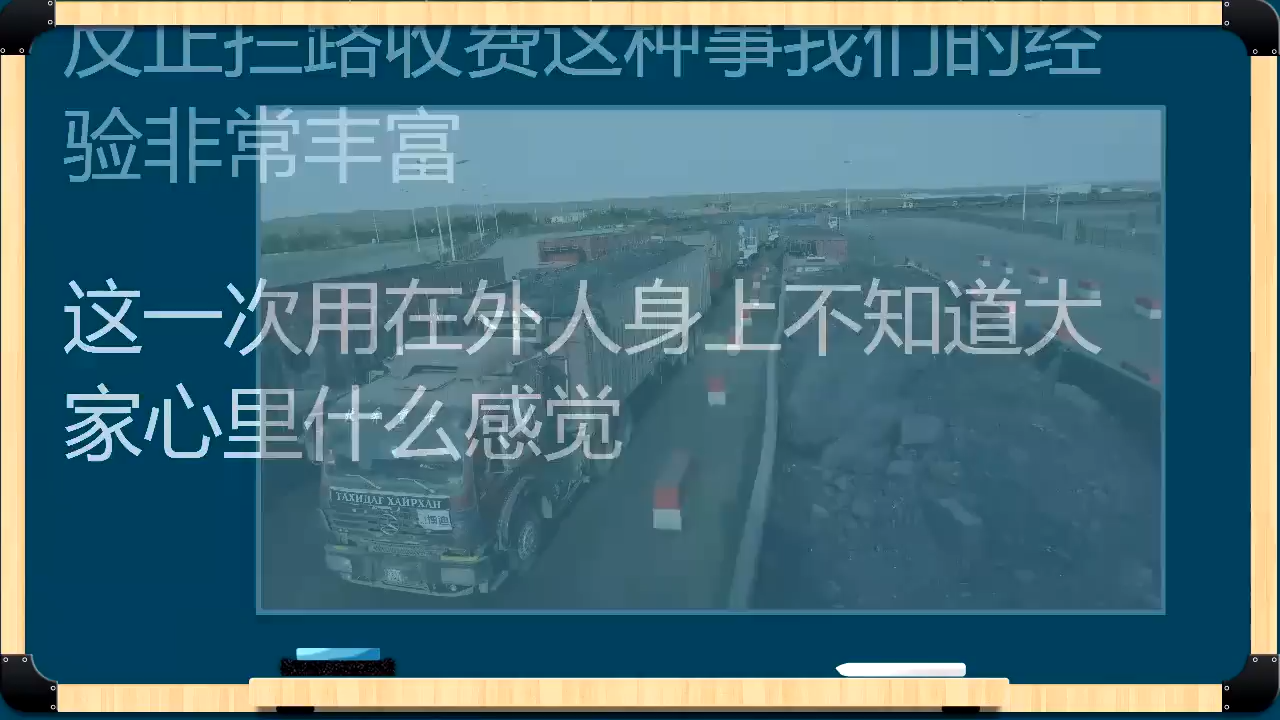 反正拦路收费这种事我们的经
验非常丰富
这一次用在外人身上不知道大
家心里什么感觉
ТАХИЛАГ ХАЙРХАН